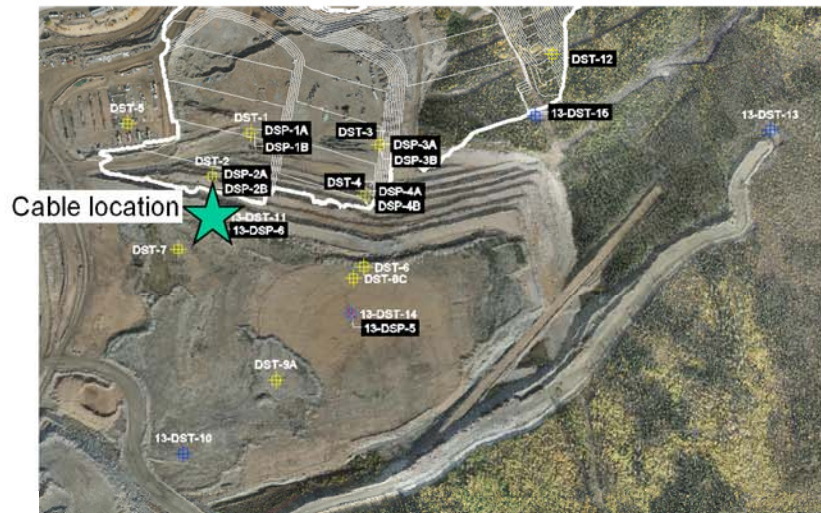 DST-12
DST-5
DST-1
DSP-1A
DSP-1B
DST-3
DSP-3A
DSP-3B
13-DST-15
13-DST-13
DST-2
DSP-2A
DSP-2B
DST-4
DSP-4A
DSP-4B
Cable location
13-DST-11
13-DSP-6
DST-7
DST-6
DST-8C
13-DST-14
13-DSP-5
DST-9A
13-DST-10